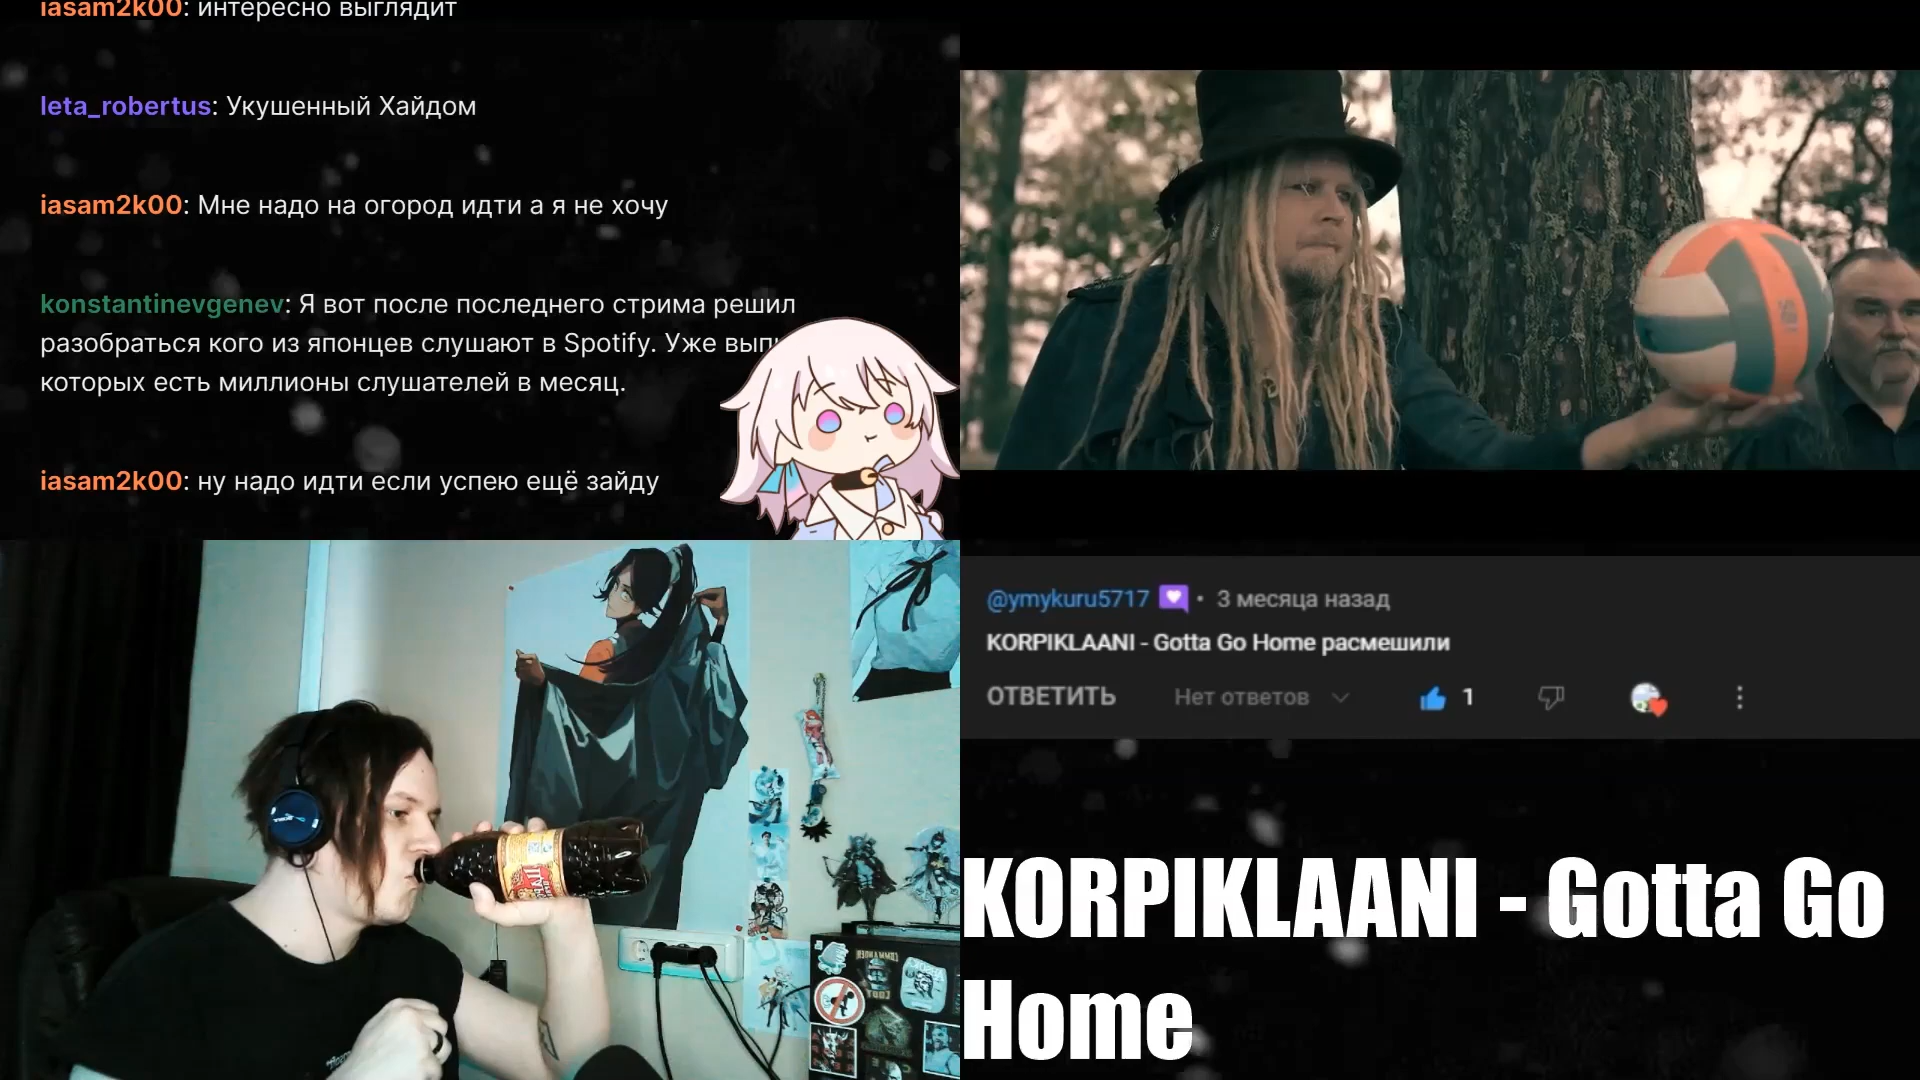 iasam2k00: интересно выглядит
leta_robertus: Укушенный Хайдом
iasam2k00: Мне надо на огород идти а я не хочу
konstantinevgenev: Я вот после последнего стрима решил
разобраться кого из японцев слушают в Spotify. Уже
которых есть миллионы слушателей в месяц.
iasam2k00: ну надо идти если успею ещё зайду
@ymykuru5717 • 3 месяца назад
KORPIKLAANI - Gotta Go Home расмешили
ОТВЕТИТЬ Нет ответов 1
KORPIKLAANI - Gotta Go
Home